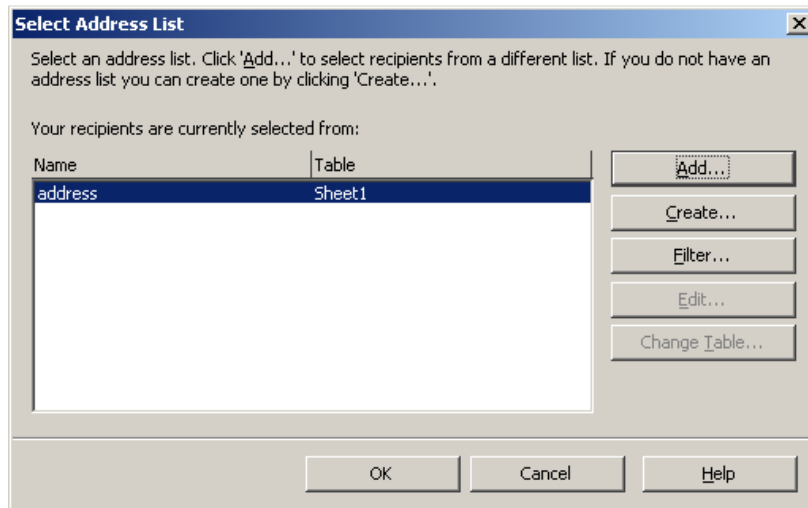 Select Address List
Select an address list. Click 'Add...' to select recipients from a different list. If you do not have an
address list you can create one by clicking 'Create...'.
Your recipients are currently selected from:
Name Table
address Sheet1
Add...
Create...
Filter...
Edit...
Change Table...
OK Cancel Help